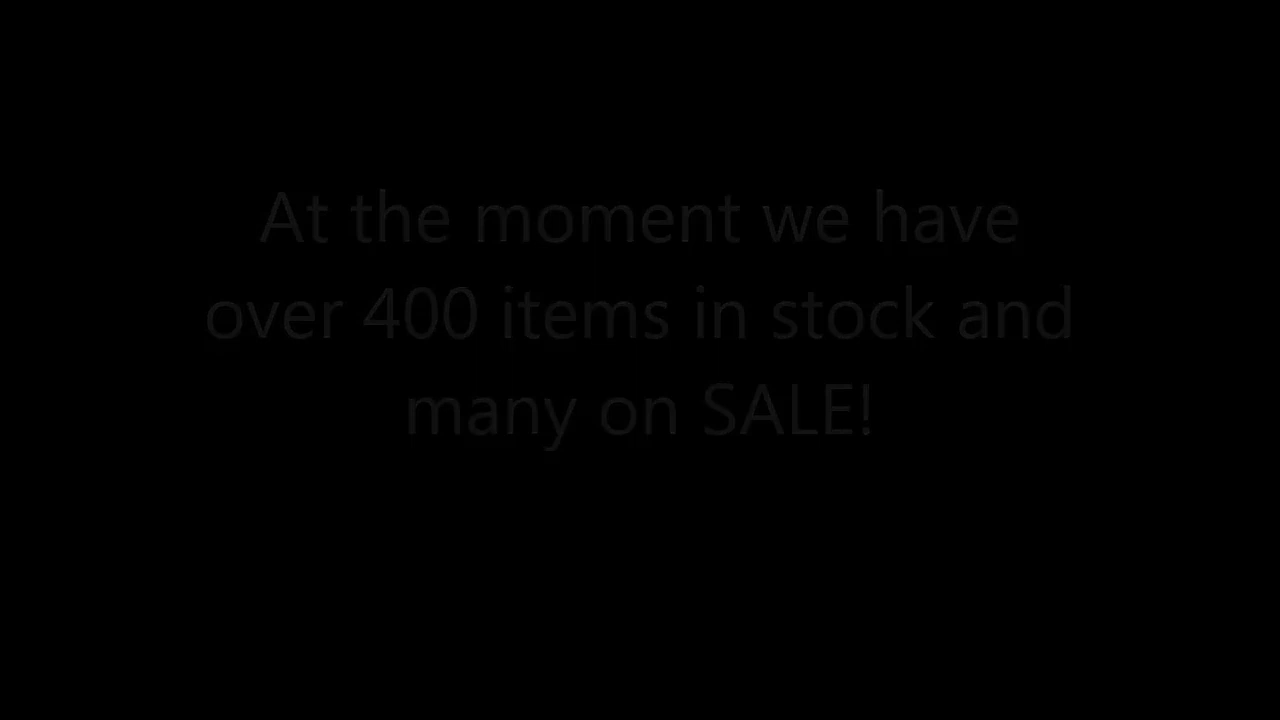 At the moment we have
over 400 items in stock and
many on SALE!